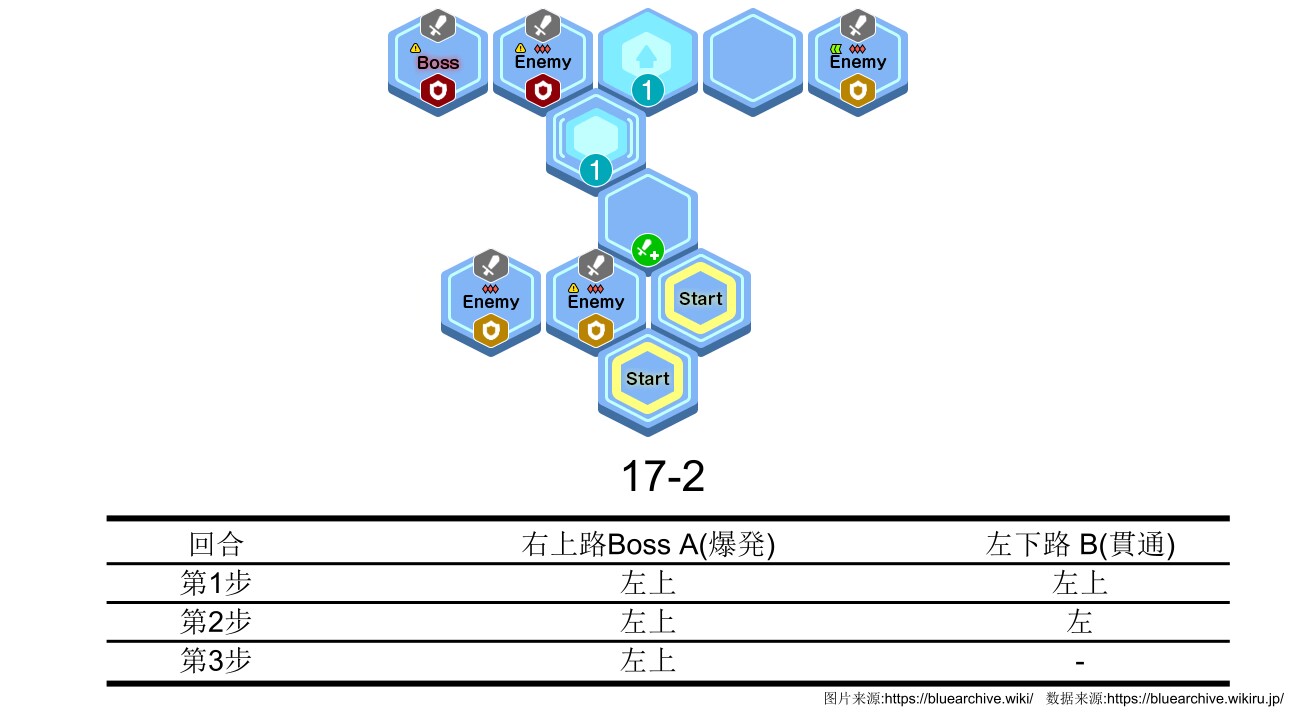 Boss Enemy 1 Enemy
1
Enemy Enemy Start
Start
17-2
回合 右上路Boss A(爆発) 左下路 B(貫通)
第1步 左上 左上
第2步 左上 左
第3步 左上 -
图片来源:https://bluearchive.wiki/ 数据来源:https://bluearchive.wikiru.jp/